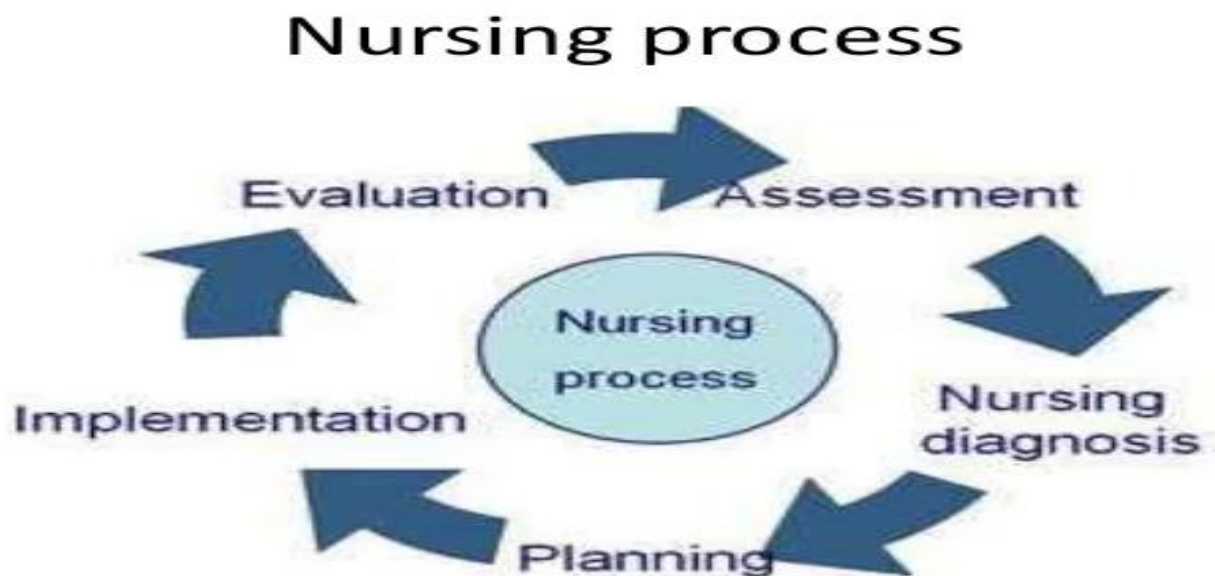 Nursing process
Evaluation
Assessment
Nursing
process
Implementation
Nursing
diagnosis
Planning